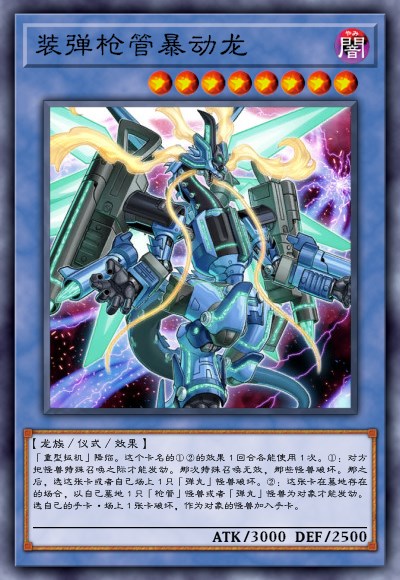 装弹枪管暴动龙
やみ
闇
【龙族/仪式/效果】
「重型扳机」降临。这个卡名的①②的效果1回合各能使用1次。①:对方
把怪兽特殊召唤之际才能发动。那次特殊召唤无效,那些怪兽破坏。那之
后,选这张卡或者自己场上1只「弹丸」怪兽破坏。②:这张卡在墓地存在
的场合,以自己墓地1只「枪管」怪兽或者「弹丸」怪兽为对象才能发动。
选自己的手卡·场上1张卡破坏,作为对象的怪兽加入手卡。
ATK/3000 DEF/2500